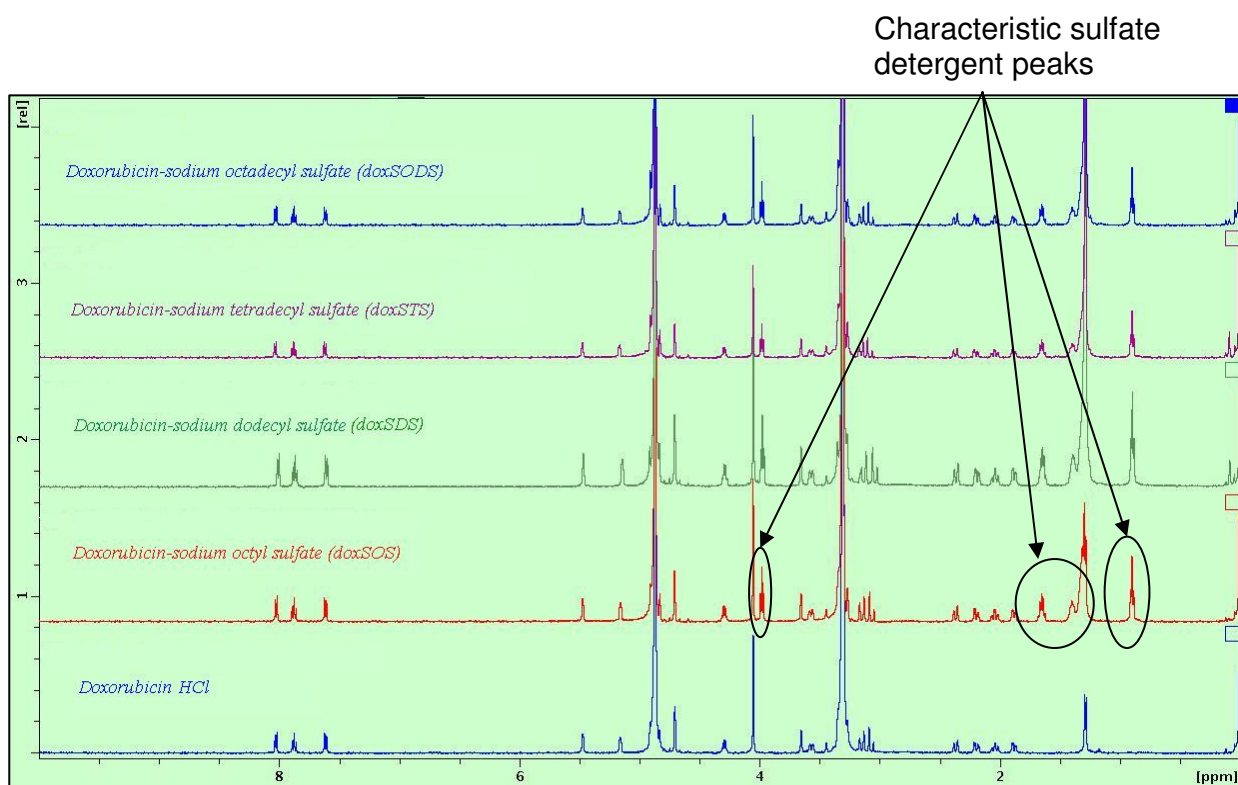 Characteristic sulfate
detergent peaks
[rel]
Doxorubicin-sodium octadecyl sulfate (doxSODS)
3
Doxorubicin-sodium tetradecyl sulfate (doxSTS)
2
Doxorubicin-sodium dodecyl sulfate (doxSDS)
Doxorubicin-sodium octyl sulfate (doxSOS)
1
Doxorubicin HCl
8 6 4 2 [ppm]